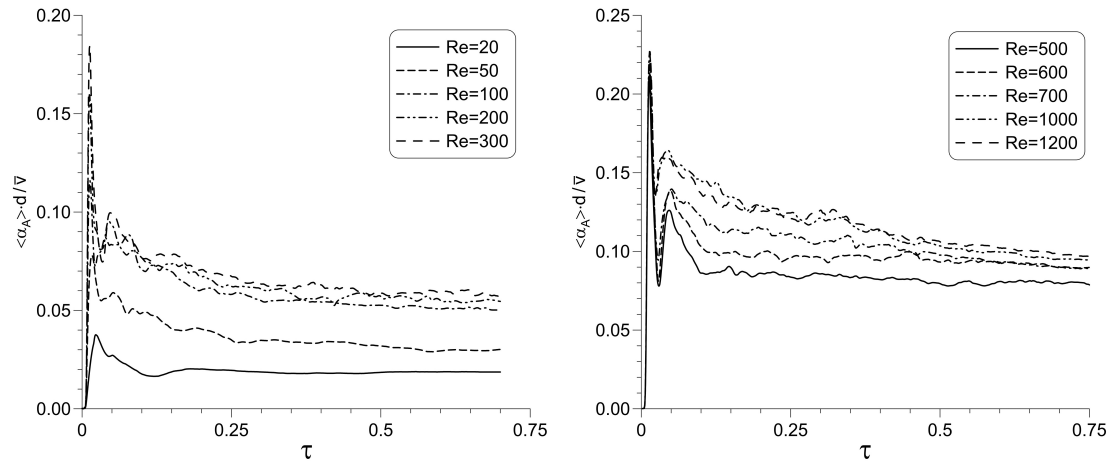 0.20
0.15
0.10
0.05
0.00
<α_A>·d / v̅
0
0.25
0.5
0.75
τ
Re=20
Re=50
Re=100
Re=200
Re=300
0.25
0.20
0.15
0.10
0.05
0.00
<α_A>·d / v̅
0
0.25
0.5
0.75
τ
Re=500
Re=600
Re=700
Re=1000
Re=1200